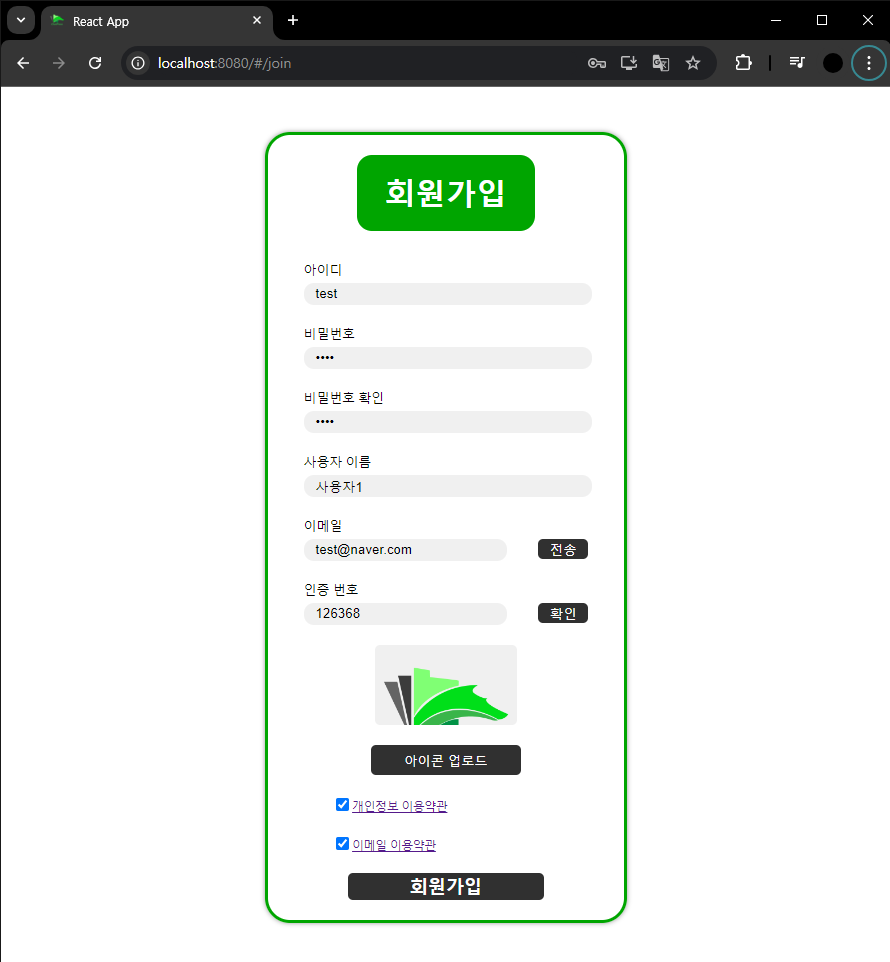 React App
localhost:8080/#/join
회원가입
아이디
test
비밀번호
••••
비밀번호 확인
••••
사용자 이름
사용자1
이메일
test@naver.com 전송
인증 번호
126368 확인
아이콘 업로드
개인정보 이용약관
이메일 이용약관
회원가입